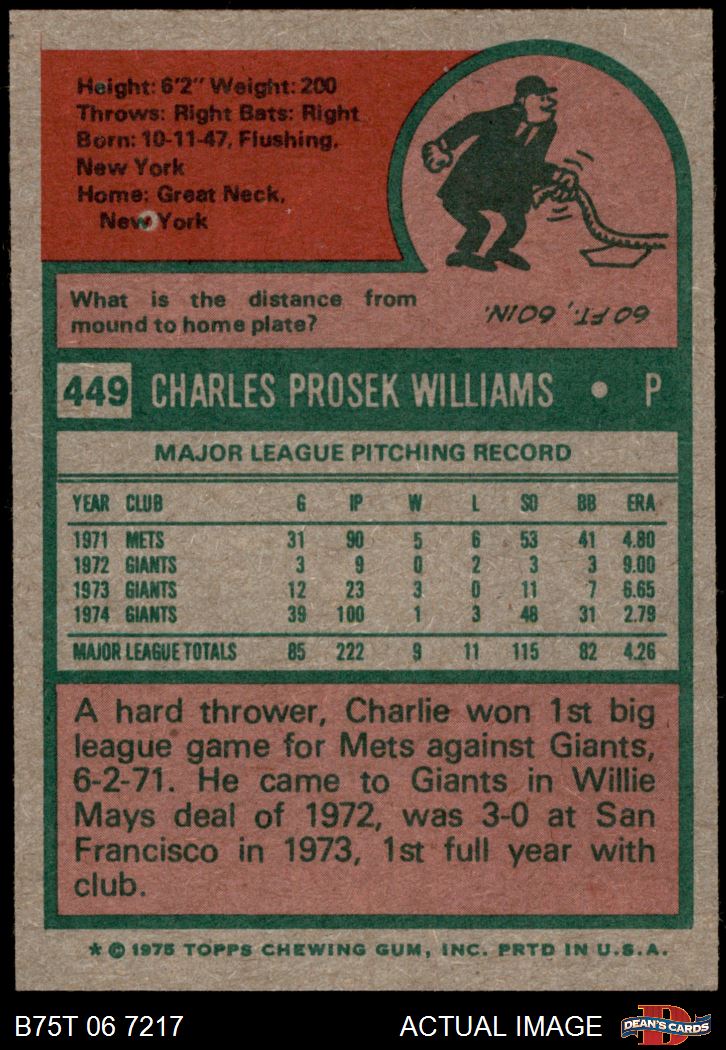 Height: 6'2" Weight: 200
Throws: Right Bats: Right
Born: 10-11-47, Flushing,
New York
Home: Great Neck,
New York
What is the distance from
mound to home plate?
60 FT., 60 IN.
449 CHARLES PROSEK WILLIAMS • P
MAJOR LEAGUE PITCHING RECORD
YEAR CLUB G IP W L SO BB ERA
1971 METS 31 90 5 6 53 41 4.80
1972 GIANTS 3 9 0 2 3 3 9.00
1973 GIANTS 12 23 3 0 11 7 6.65
1974 GIANTS 39 100 1 3 48 31 2.79
MAJOR LEAGUE TOTALS 85 222 9 11 115 82 4.26
A hard thrower, Charlie won 1st big
league game for Mets against Giants,
6-2-71. He came to Giants in Willie
Mays deal of 1972, was 3-0 at San
Francisco in 1973, 1st full year with
club.
* © 1975 TOPPS CHEWING GUM, INC. PRTD IN U.S.A.
B75T 06 7217 ACTUAL IMAGE D DEAN'S CARDS